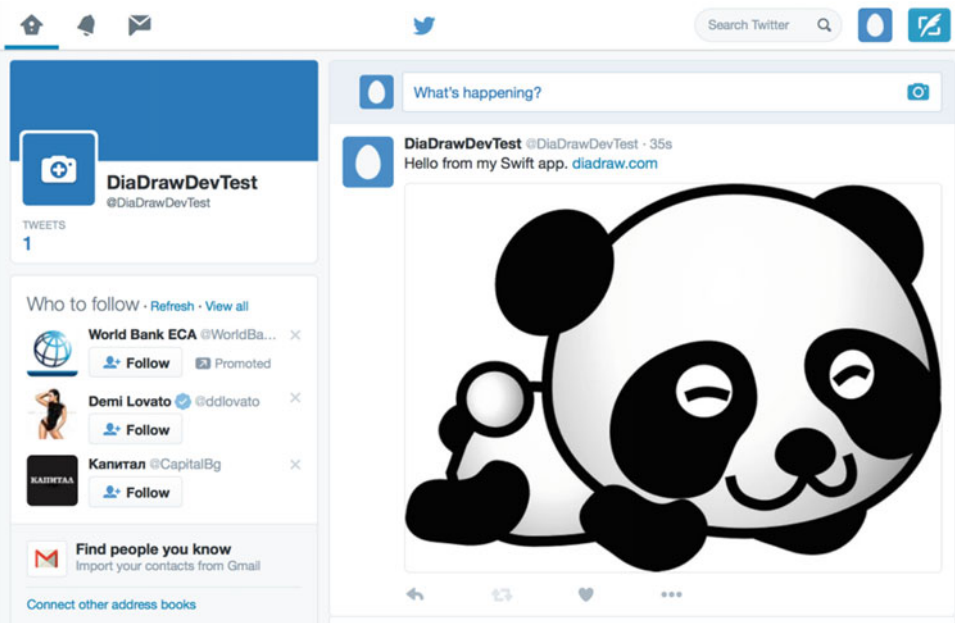 Search Twitter
What's happening?
DiaDrawDevTest
@DiaDrawDevTest
TWEETS
1
DiaDrawDevTest @DiaDrawDevTest · 35s
Hello from my Swift app. diadraw.com
Who to follow · Refresh · View all
World Bank ECA @WorldBa...
Follow Promoted
Demi Lovato @ddlovato
Follow
Капитал @CapitalBg
КАПИТАЛ
Follow
Find people you know
Import your contacts from Gmail
Connect other address books